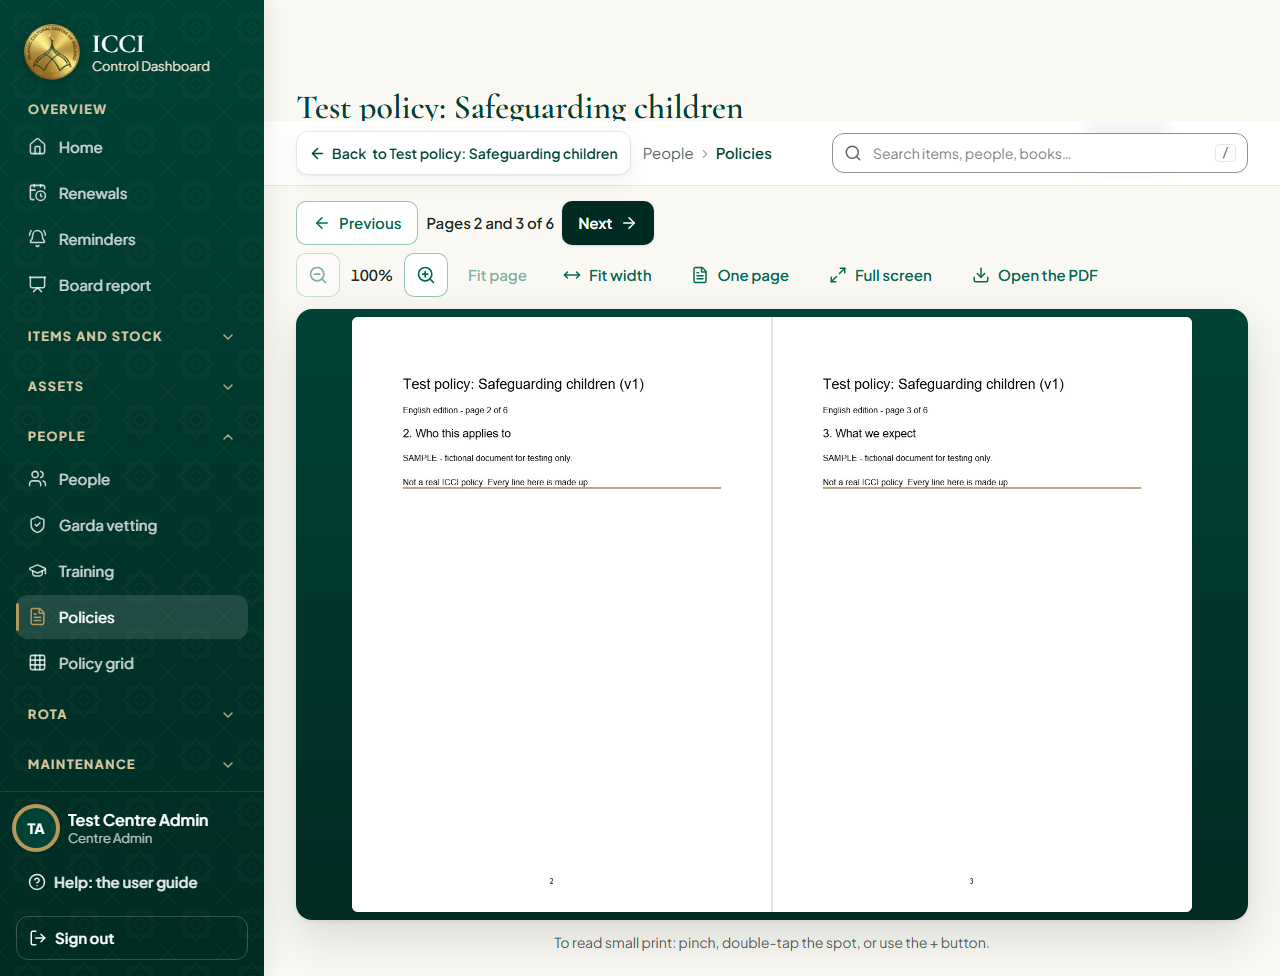 ICCI
Control Dashboard
OVERVIEW
Home
Renewals
Reminders
Board report
ITEMS AND STOCK
ASSETS
PEOPLE
People
Garda vetting
Training
Policies
Policy grid
ROTA
MAINTENANCE
TA
Test Centre Admin
Centre Admin
Help: the user guide
Sign out
Test policy: Safeguarding children
Back to Test policy: Safeguarding children
People > Policies
Search items, people, books...
/
Previous
Pages 2 and 3 of 6
Next
100%
Fit page
Fit width
One page
Full screen
Open the PDF
Test policy: Safeguarding children (v1)
English edition - page 2 of 6
2. Who this applies to
SAMPLE - fictional document for testing only.
Not a real ICCI policy. Every line here is made up.
2
Test policy: Safeguarding children (v1)
English edition - page 3 of 6
3. What we expect
SAMPLE - fictional document for testing only.
Not a real ICCI policy. Every line here is made up.
3
To read small print: pinch, double-tap the spot, or use the + button.